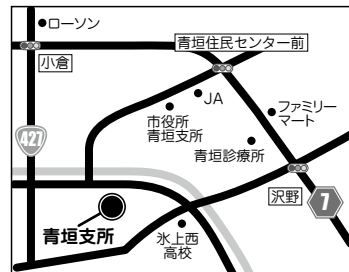 ローソン
青垣住民センター前
小倉
JA
ファミリー
マート
市役所
青垣支所
427
青垣診療所
沢野
7
青垣支所
氷上西
高校